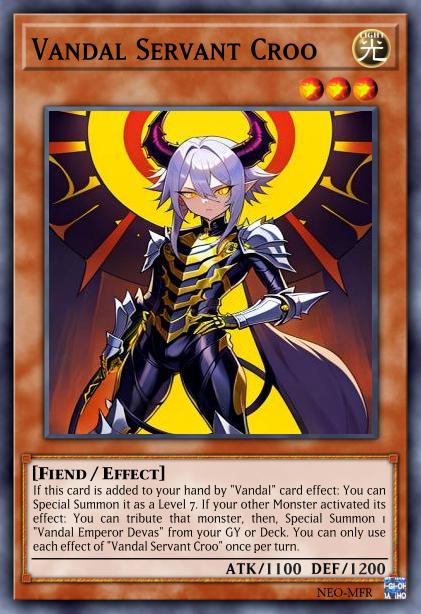 VANDAL SERVANT CROO
LIGHT
光
[FIEND / EFFECT]
If this card is added to your hand by "Vandal" card effect: You can
Special Summon it as a Level 7. If your other Monster activated its
effect: You can tribute that monster, then, Special Summon 1
"Vandal Emperor Devas" from your GY or Deck. You can only use
each effect of "Vandal Servant Croo" once per turn.
ATK/1100 DEF/1200
NEO-MFR